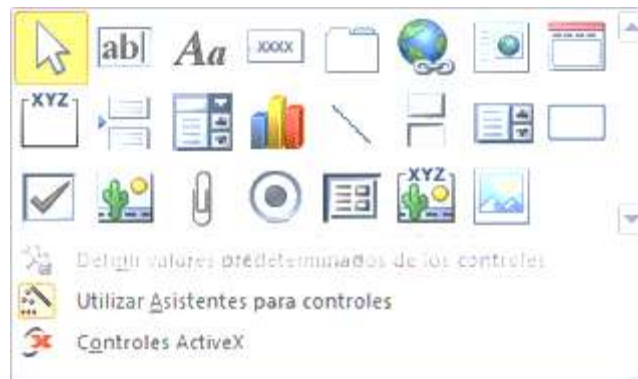 ab|
Aa
XXXX
XYZ
XYZ
Definir valores predeterminados de los controles
Utilizar Asistentes para controles
Controles ActiveX